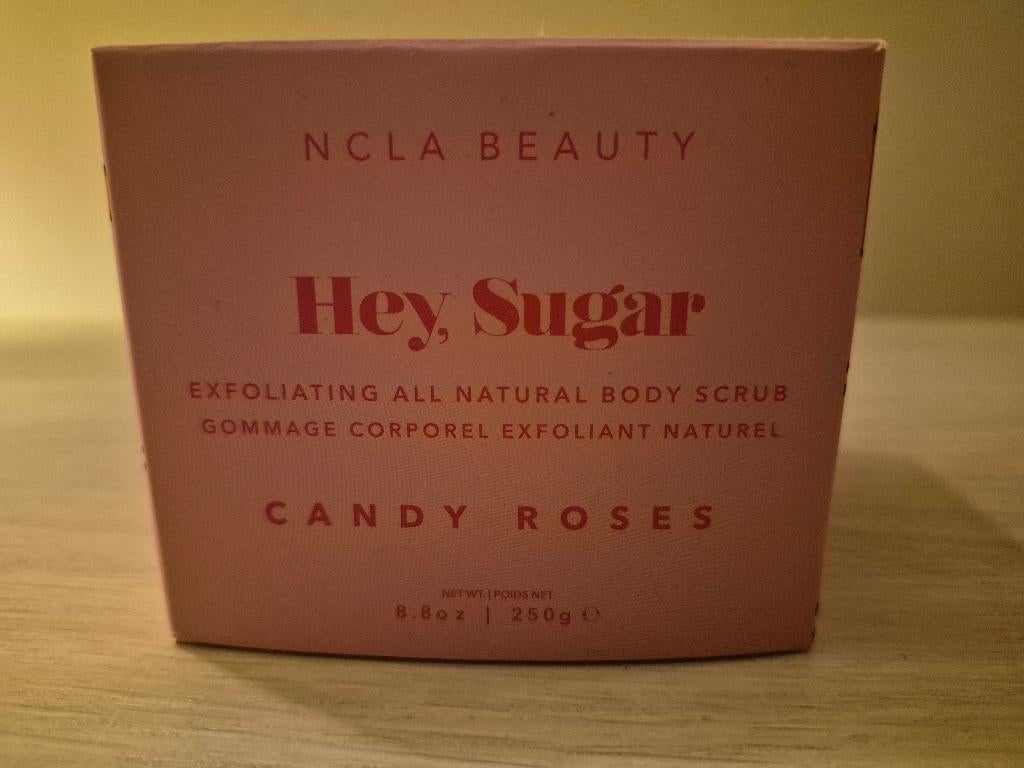 NCLA BEAUTY
Hey, Sugar
EXFOLIATING ALL NATURAL BODY SCRUB
GOMMAGE CORPOREL EXFOLIANT NATUREL
CANDY ROSES
NET WT. | POIDS NET
8.8oz | 250g ℮